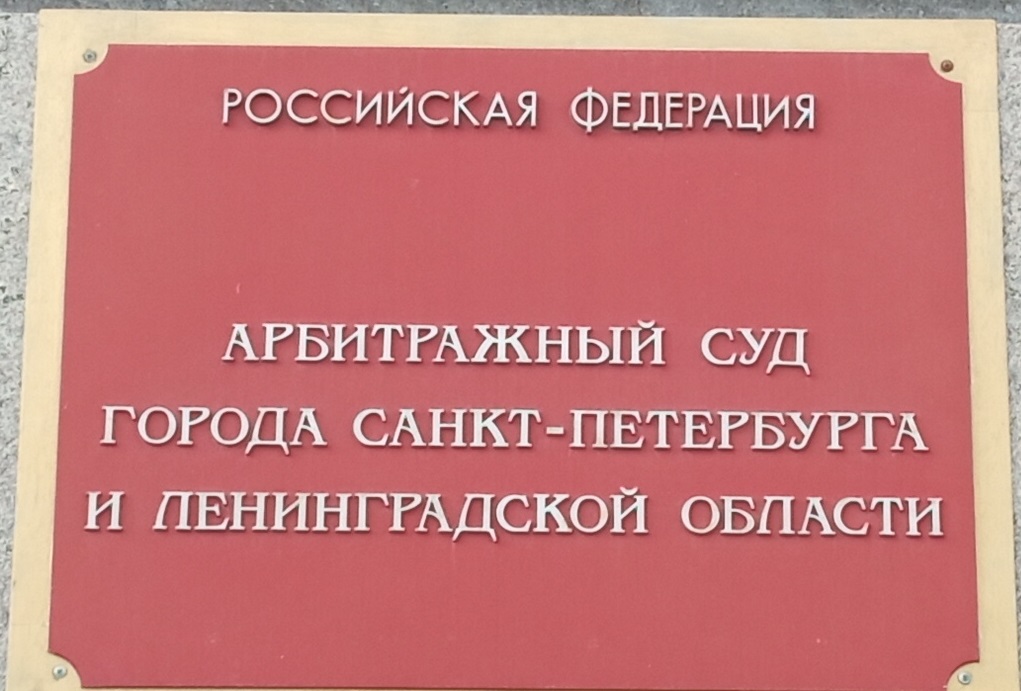 РОССИЙСКАЯ ФЕДЕРАЦИЯ
АРБИТРАЖНЫЙ СУД
ГОРОДА САНКТ-ПЕТЕРБУРГА
И ЛЕНИНГРАДСКОЙ ОБЛАСТИ